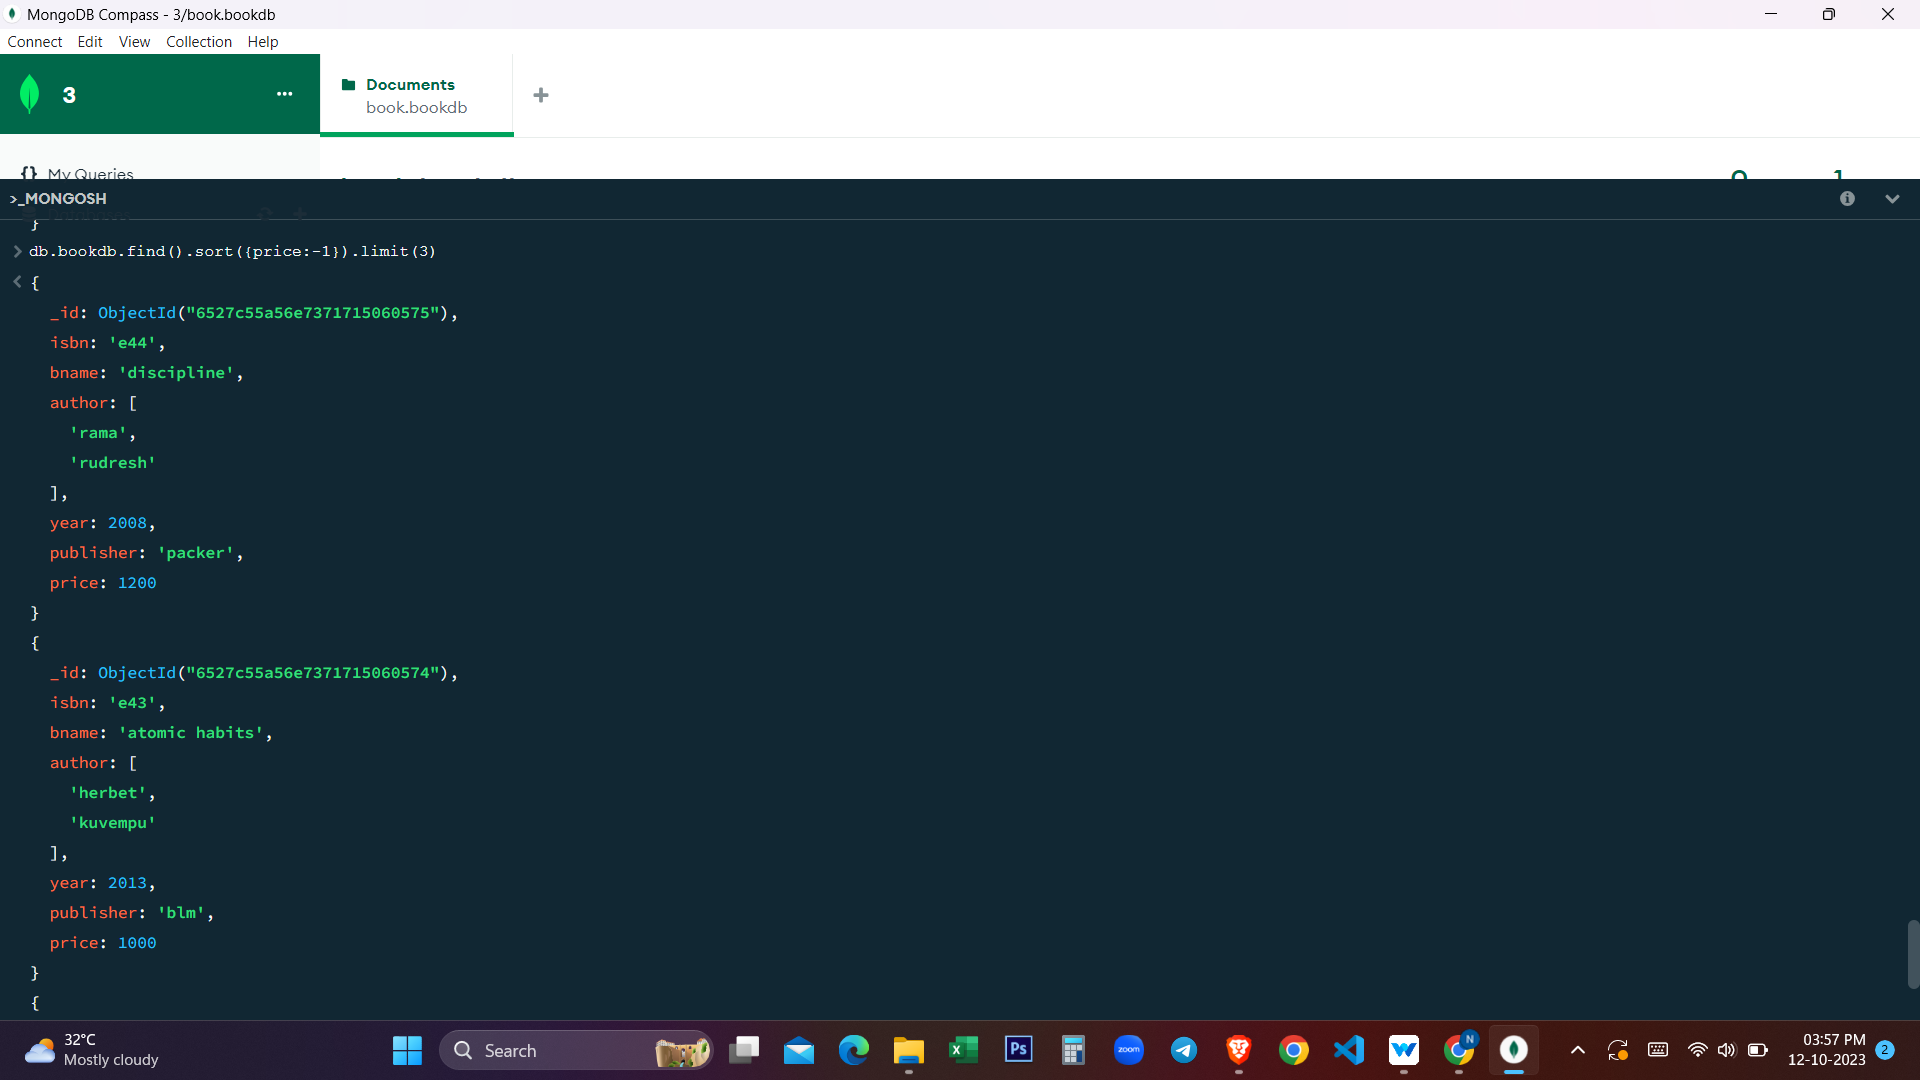 MongoDB Compass - 3/book.bookdb
Connect Edit View Collection Help
3
Documents
book.bookdb
{} My Queries
>_MONGOSH
}
db.bookdb.find().sort({price:-1}).limit(3)
{
_id: ObjectId("6527c55a56e7371715060575"),
isbn: 'e44',
bname: 'discipline',
author: [
'rama',
'rudresh'
],
year: 2008,
publisher: 'packer',
price: 1200
}
{
_id: ObjectId("6527c55a56e7371715060574"),
isbn: 'e43',
bname: 'atomic habits',
author: [
'herbet',
'kuvempu'
],
year: 2013,
publisher: 'blm',
price: 1000
}
{
32°C
Mostly cloudy
Search
Ps
zoom
N
03:57 PM
12-10-2023
2